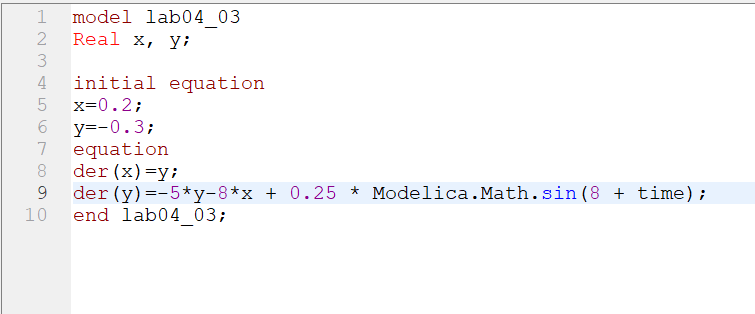 1 model lab04_03
2 Real x, y;
3
4 initial equation
5 x=0.2;
6 y=-0.3;
7 equation
8 der(x)=y;
9 der(y)=-5*y-8*x + 0.25 * Modelica.Math.sin(8 + time);
10 end lab04_03;